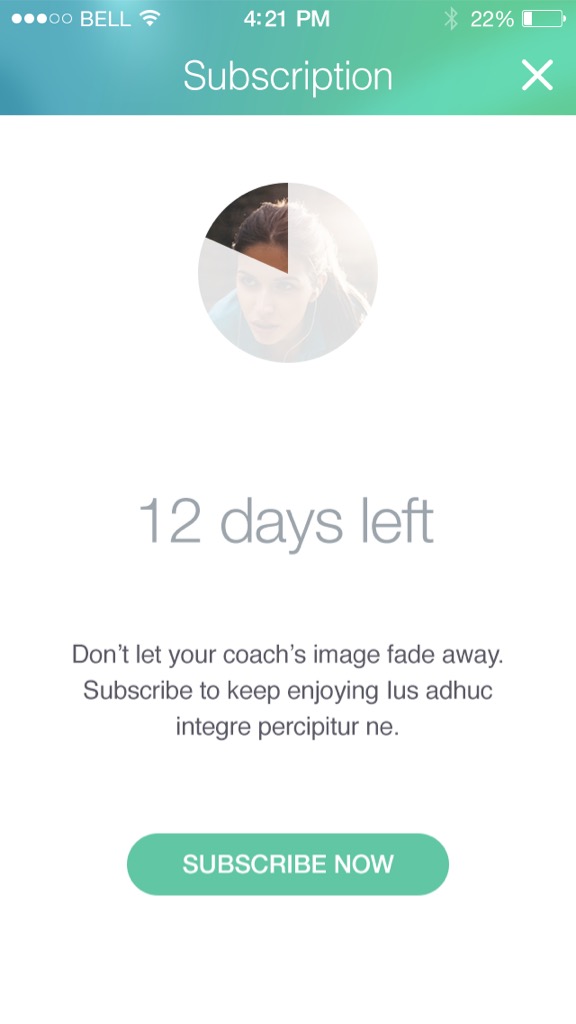 BELL 4:21 PM 22%
Subscription
12 days left
Don’t let your coach’s image fade away.
Subscribe to keep enjoying Ius adhuc
integre percipitur ne.
SUBSCRIBE NOW